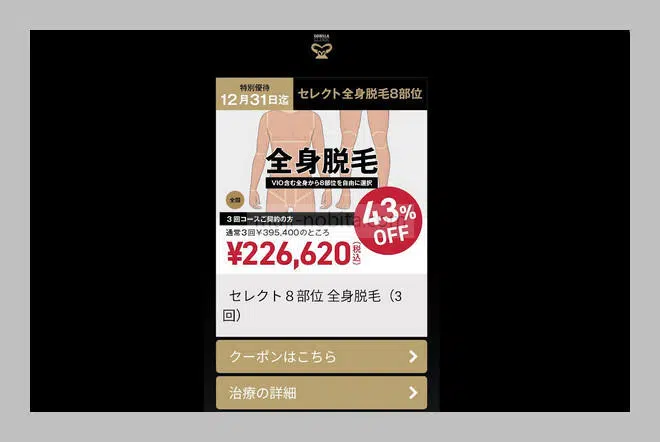 GORILLA
CLINIC
特別優待
12月31日迄
セレクト全身脱毛8部位
全身脱毛
VIO含む全身から8部位を自由に選択
全国
3回コースご契約の方
通常3回￥395,400のところ
¥226,620(税込)
43%
OFF
セレクト８部位 全身脱毛（3
回）
クーポンはこちら
治療の詳細